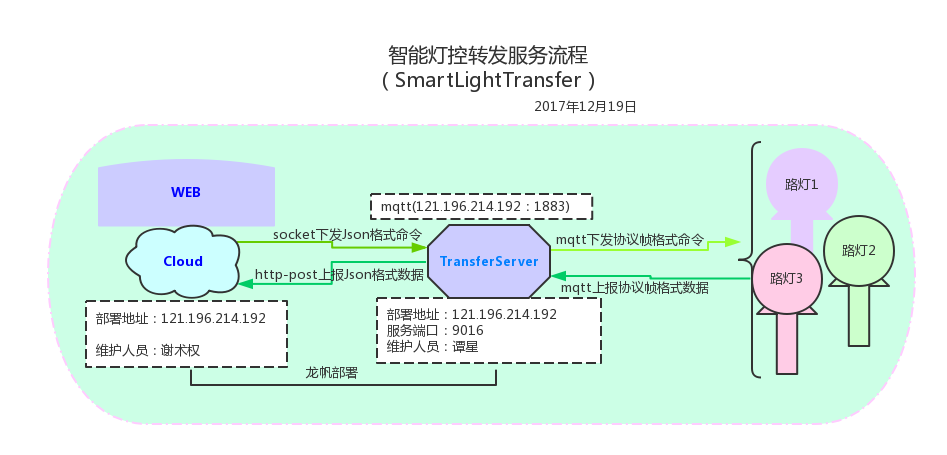 智能灯控转发服务流程
（SmartLightTransfer）
2017年12月19日
WEB
mqtt(121.196.214.192：1883)
路灯1
socket下发Json格式命令
mqtt下发协议帧格式命令
Cloud
TransferServer
路灯2
http-post上报Json格式数据
mqtt上报协议帧格式数据
路灯3
部署地址：121.196.214.192
维护人员：谢术权
部署地址：121.196.214.192
服务端口：9016
维护人员：谭星
龙帆部署